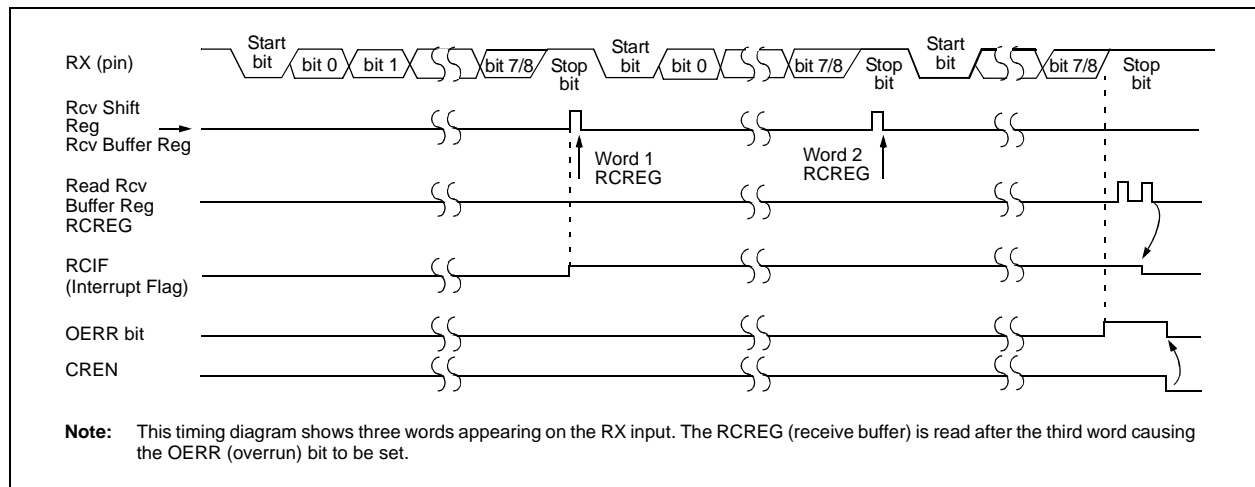 RX (pin)
Start
bit
bit 0
bit 1
bit 7/8
Stop
bit
Start
bit
bit 0
bit 7/8
Stop
bit
Start
bit
bit 7/8
Stop
bit
Rcv Shift
Reg
Rcv Buffer Reg
Word 1
RCREG
Word 2
RCREG
Read Rcv
Buffer Reg
RCREG
RCIF
(Interrupt Flag)
OERR bit
CREN
Note: This timing diagram shows three words appearing on the RX input. The RCREG (receive buffer) is read after the third word causing
the OERR (overrun) bit to be set.